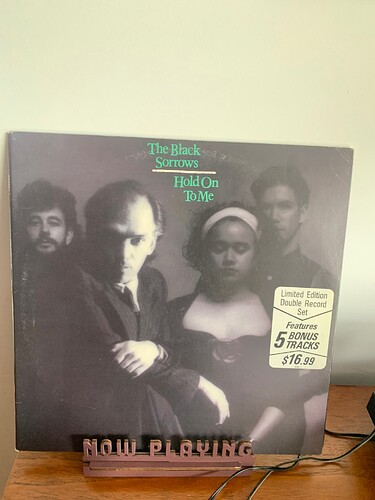 The Black
Sorrows
Hold On
To Me
Limited Edition
Double Record
Set
Features
5 BONUS
TRACKS
$16.99
NOW PLAYING